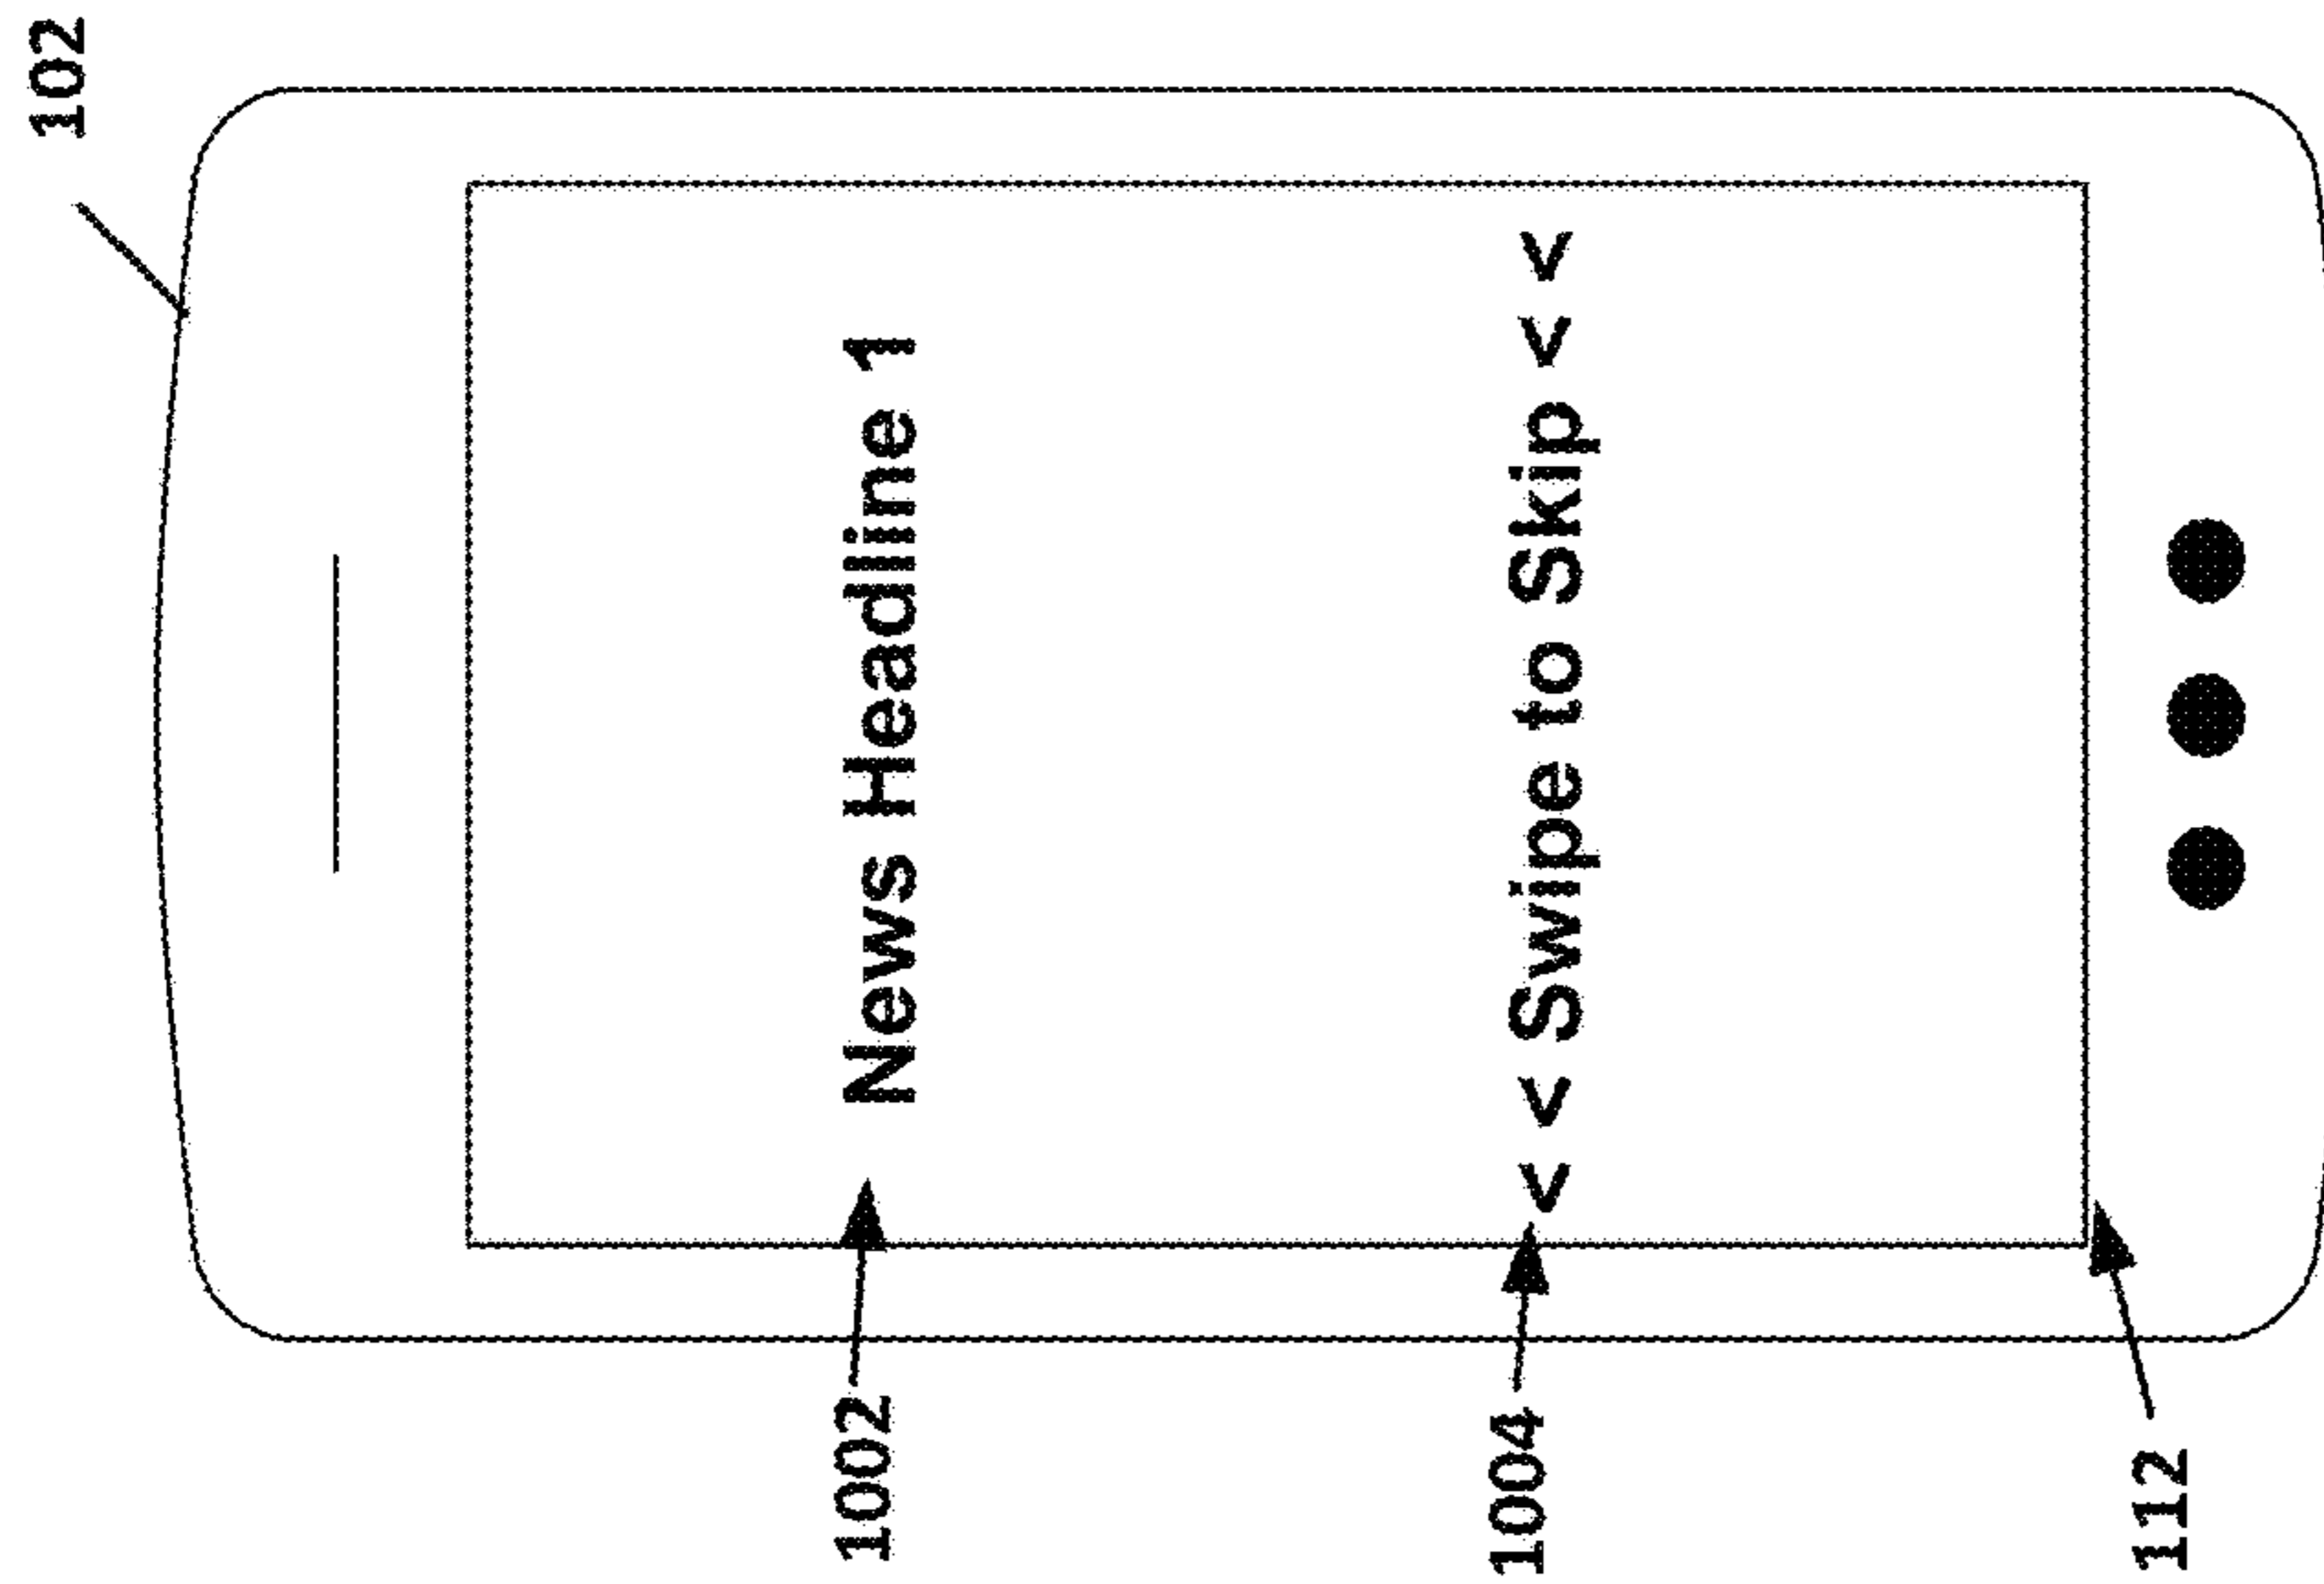 102
1002
News Headline 1
1004
< < Swipe to Skip < <
112